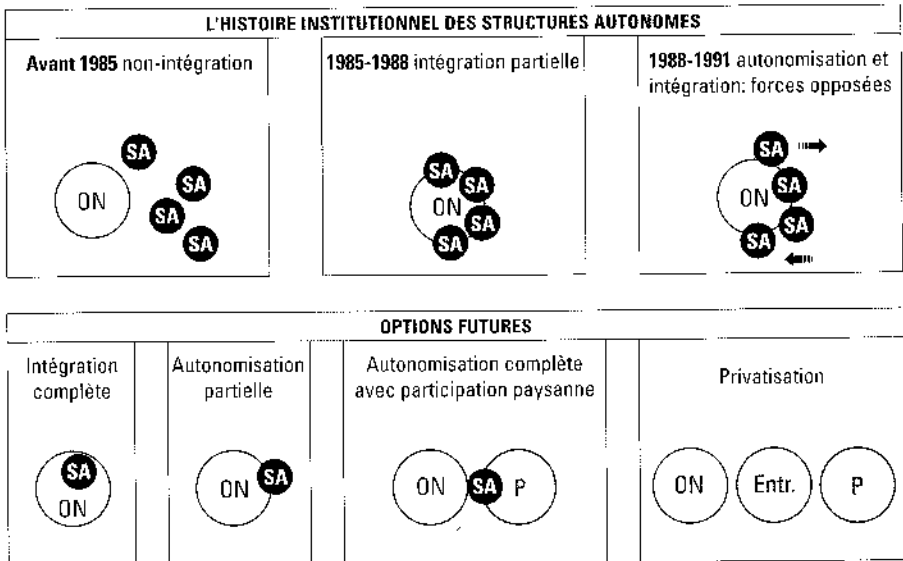 L'HISTOIRE INSTITUTIONNEL DES STRUCTURES AUTONOMES
Avant 1985 non-intégration
SA
ON
SA
SA
SA
1985-1988 intégration partielle
SA
SA
ON
SA
SA
1988-1991 autonomisation et
intégration: forces opposées
SA
SA
ON
SA
SA
OPTIONS FUTURES
Intégration
complète
SA
ON
Autonomisation
partielle
ON SA
Autonomisation complète
avec participation paysanne
ON SA P
Privatisation
ON Entr. P